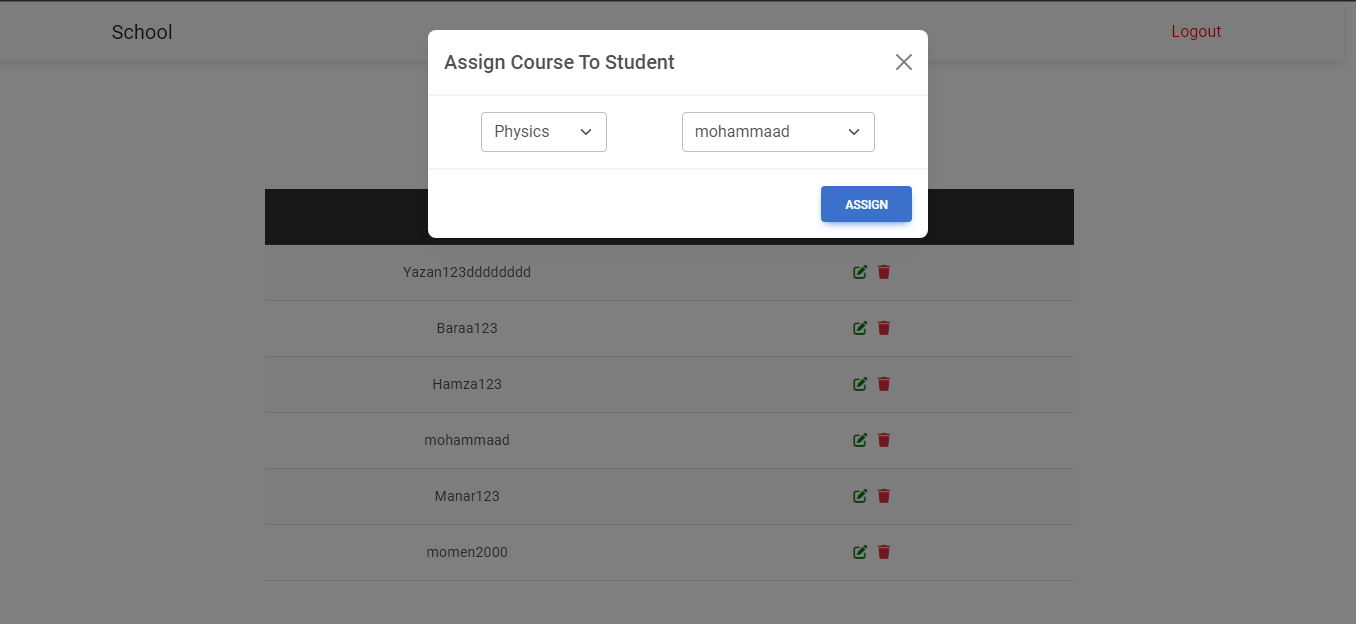 School
Logout
Assign Course To Student
Physics
mohammaad
ASSIGN
Yazan123dddddddd
Baraa123
Hamza123
mohammaad
Manar123
momen2000